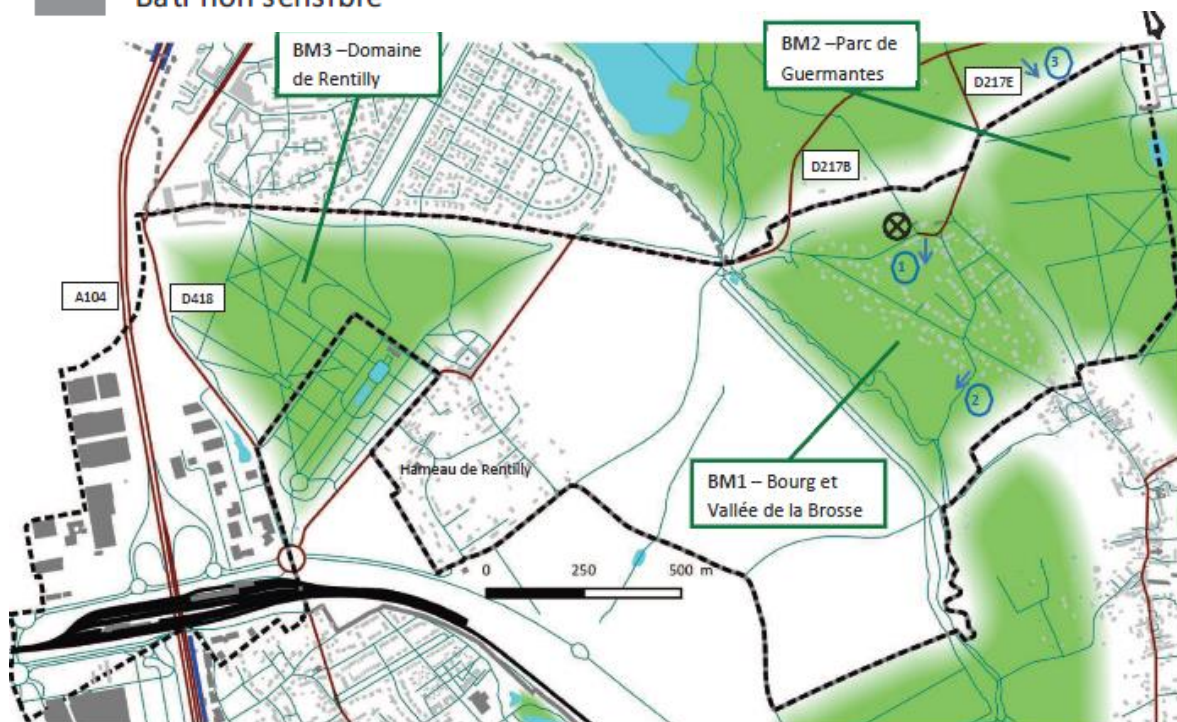 Bâti non sensible
BM3 –Domaine
de Rentilly
BM2 –Parc de
Guermantes
3
D217E
D217B
1
A104
D418
2
Hameau de Rentilly
BM1 – Bourg et
Vallée de la Brosse
0 250 500 m